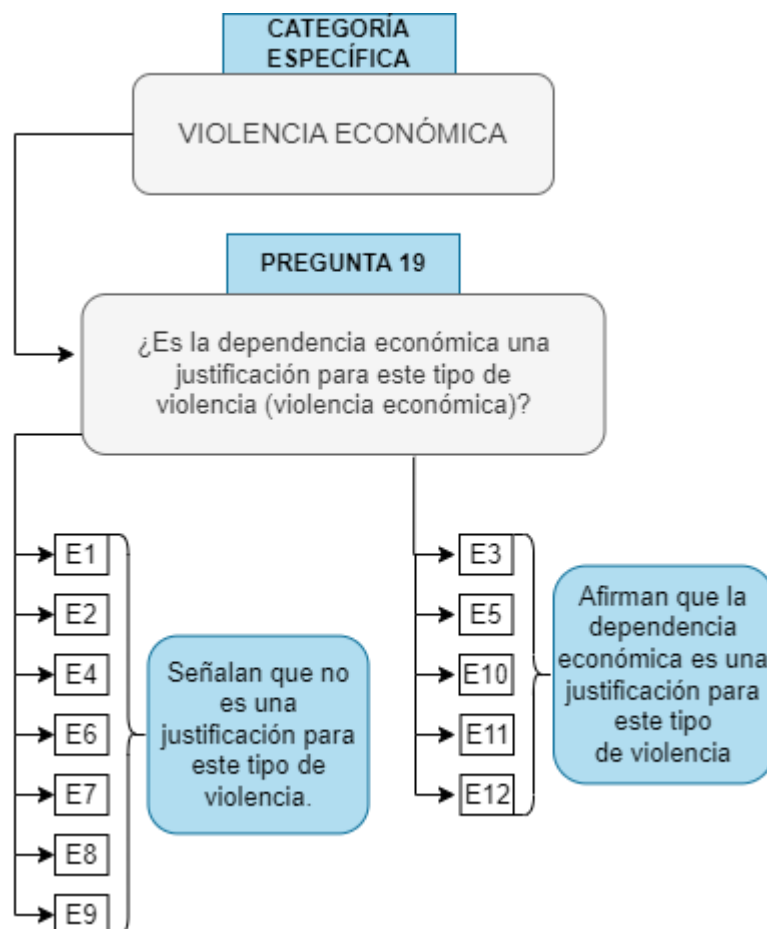 CATEGORÍA
ESPECÍFICA
VIOLENCIA ECONÓMICA
PREGUNTA 19
¿Es la dependencia económica una
justificación para este tipo de
violencia (violencia económica)?
E1
E2
E4
E6
E7
E8
E9
Señalan que no
es una
justificación para
este tipo de
violencia.
E3
E5
E10
E11
E12
Afirman que la
dependencia
económica es una
justificación para
este tipo
de violencia